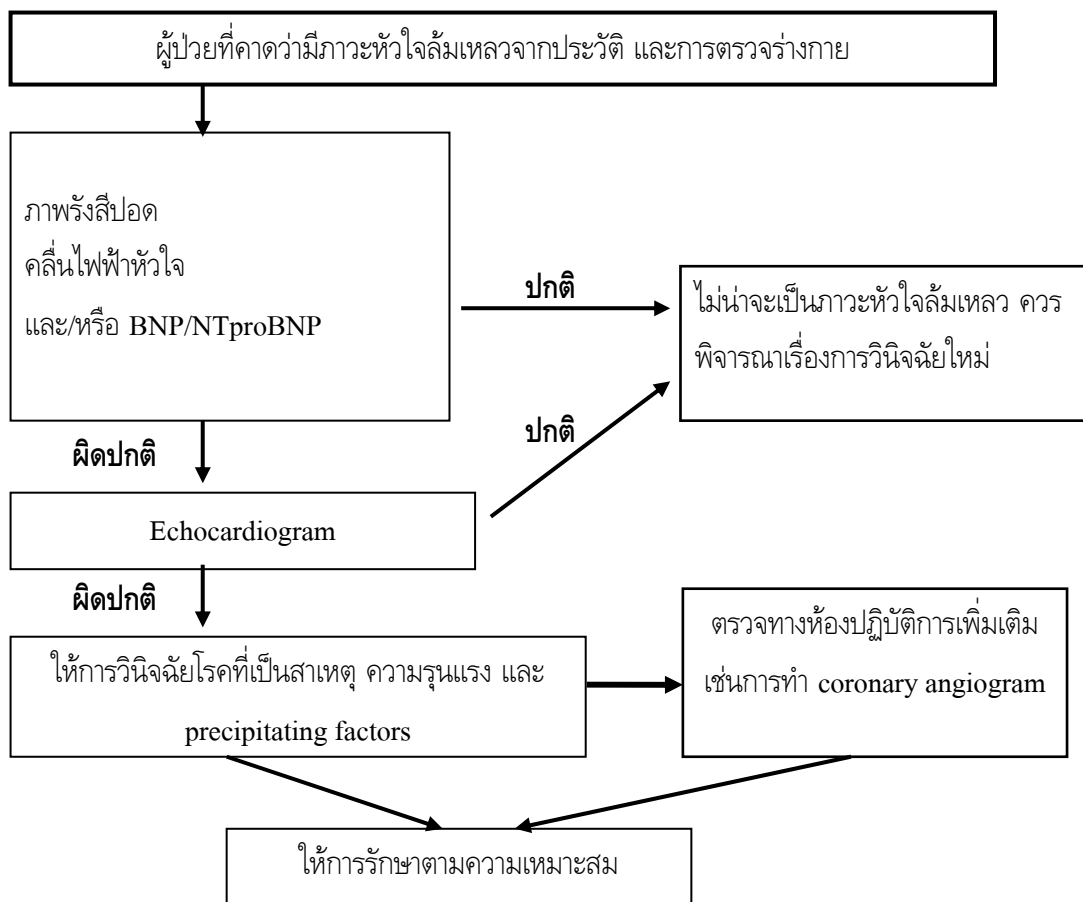 ผู้ป่วยที่คาดว่ามีภาวะหัวใจล้มเหลวจากประวัติ และการตรวจร่างกาย
ภาพรังสีปอด
คลื่นไฟฟ้าหัวใจ
และ/หรือ BNP/NTproBNP
ปกติ
ไม่น่าจะเป็นภาวะหัวใจล้มเหลว ควร
พิจารณาเรื่องการวินิจฉัยใหม่
ปกติ
ผิดปกติ
Echocardiogram
ผิดปกติ
ให้การวินิจฉัยโรคที่เป็นสาเหตุ ความรุนแรง และ
precipitating factors
ตรวจทางห้องปฏิบัติการเพิ่มเติม
เช่นการทำ coronary angiogram
ให้การรักษาตามความเหมาะสม